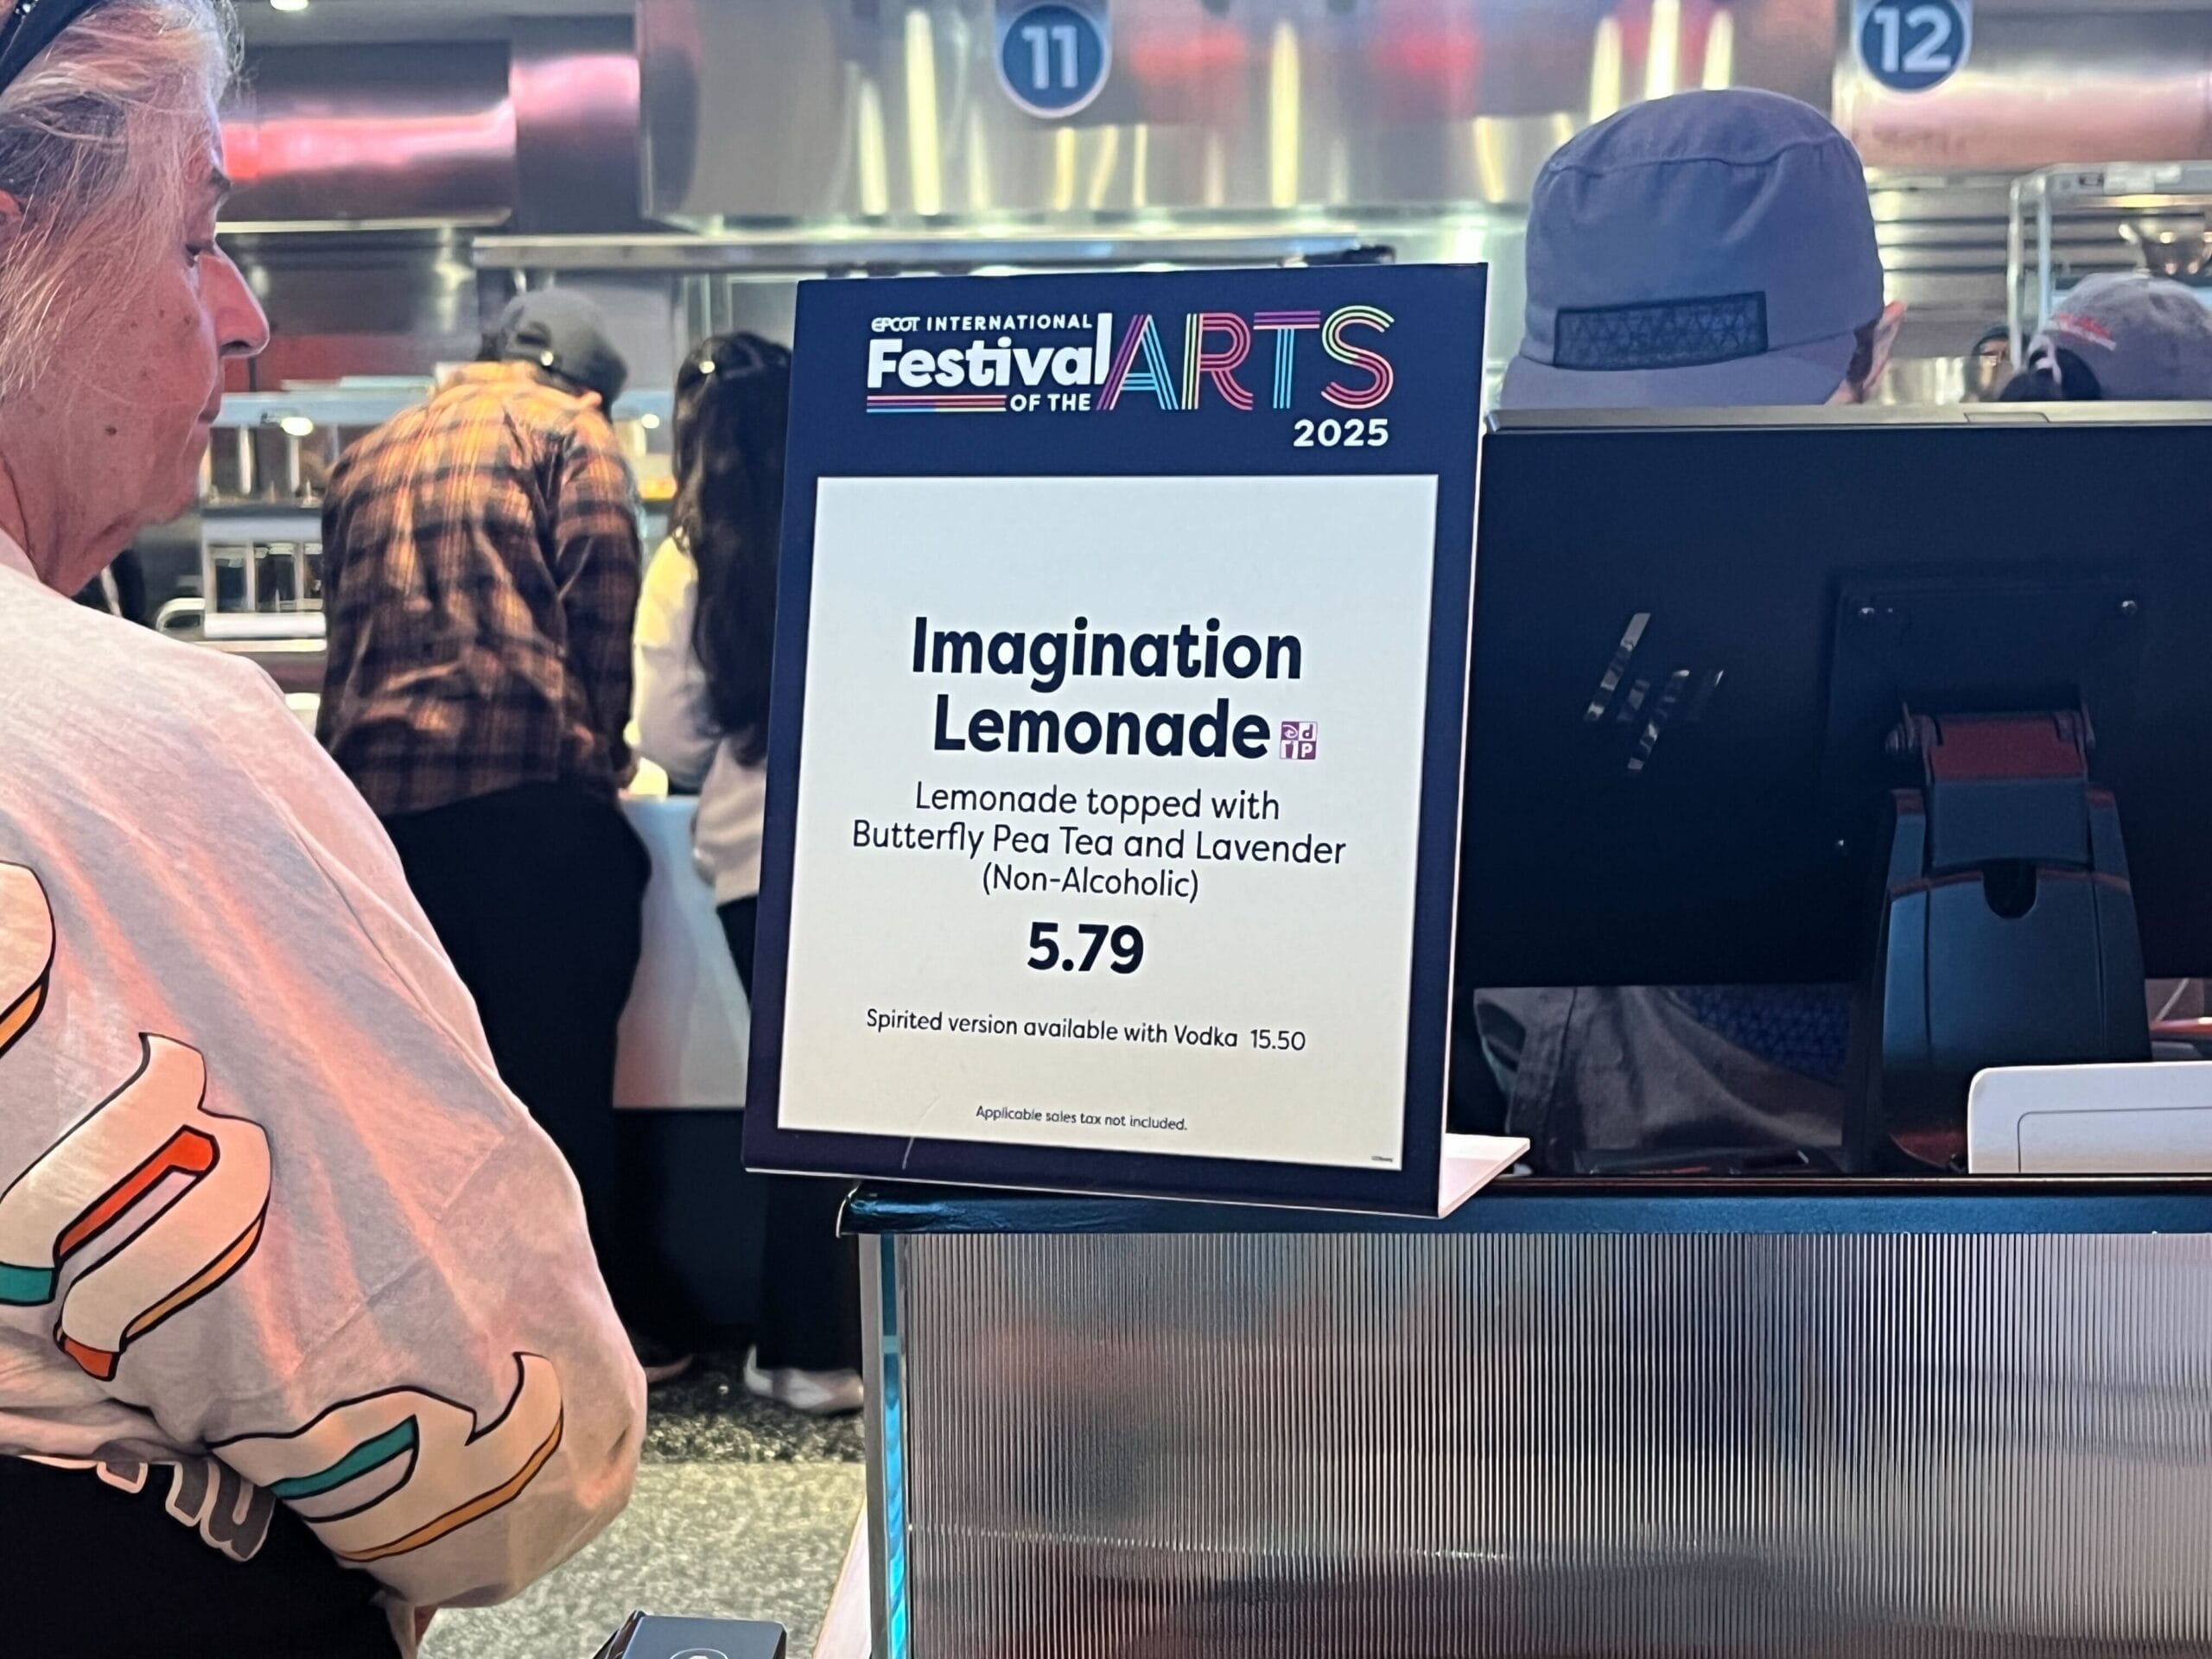 11
12
EPCOT INTERNATIONAL
Festival
OF THE
ARTS
2025
Imagination
Lemonade
Lemonade topped with
Butterfly Pea Tea and Lavender
(Non-Alcoholic)
5.79
Spirited version available with Vodka 15.50
Applicable sales tax not included.
hp